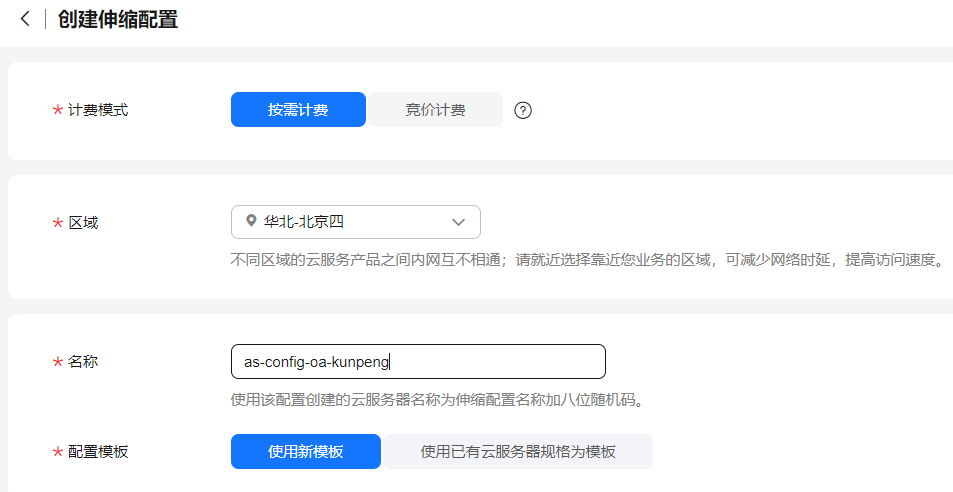 创建伸缩配置
* 计费模式 按需计费 竞价计费 ?
* 区域 华北-北京四
不同区域的云服务产品之间内网互不相通；请就近选择靠近您业务的区域，可减少网络时延，提高访问速度。
* 名称 as-config-oa-kunpeng
使用该配置创建的云服务器名称为伸缩配置名称加八位随机码。
* 配置模板 使用新模板 使用已有云服务器规格为模板